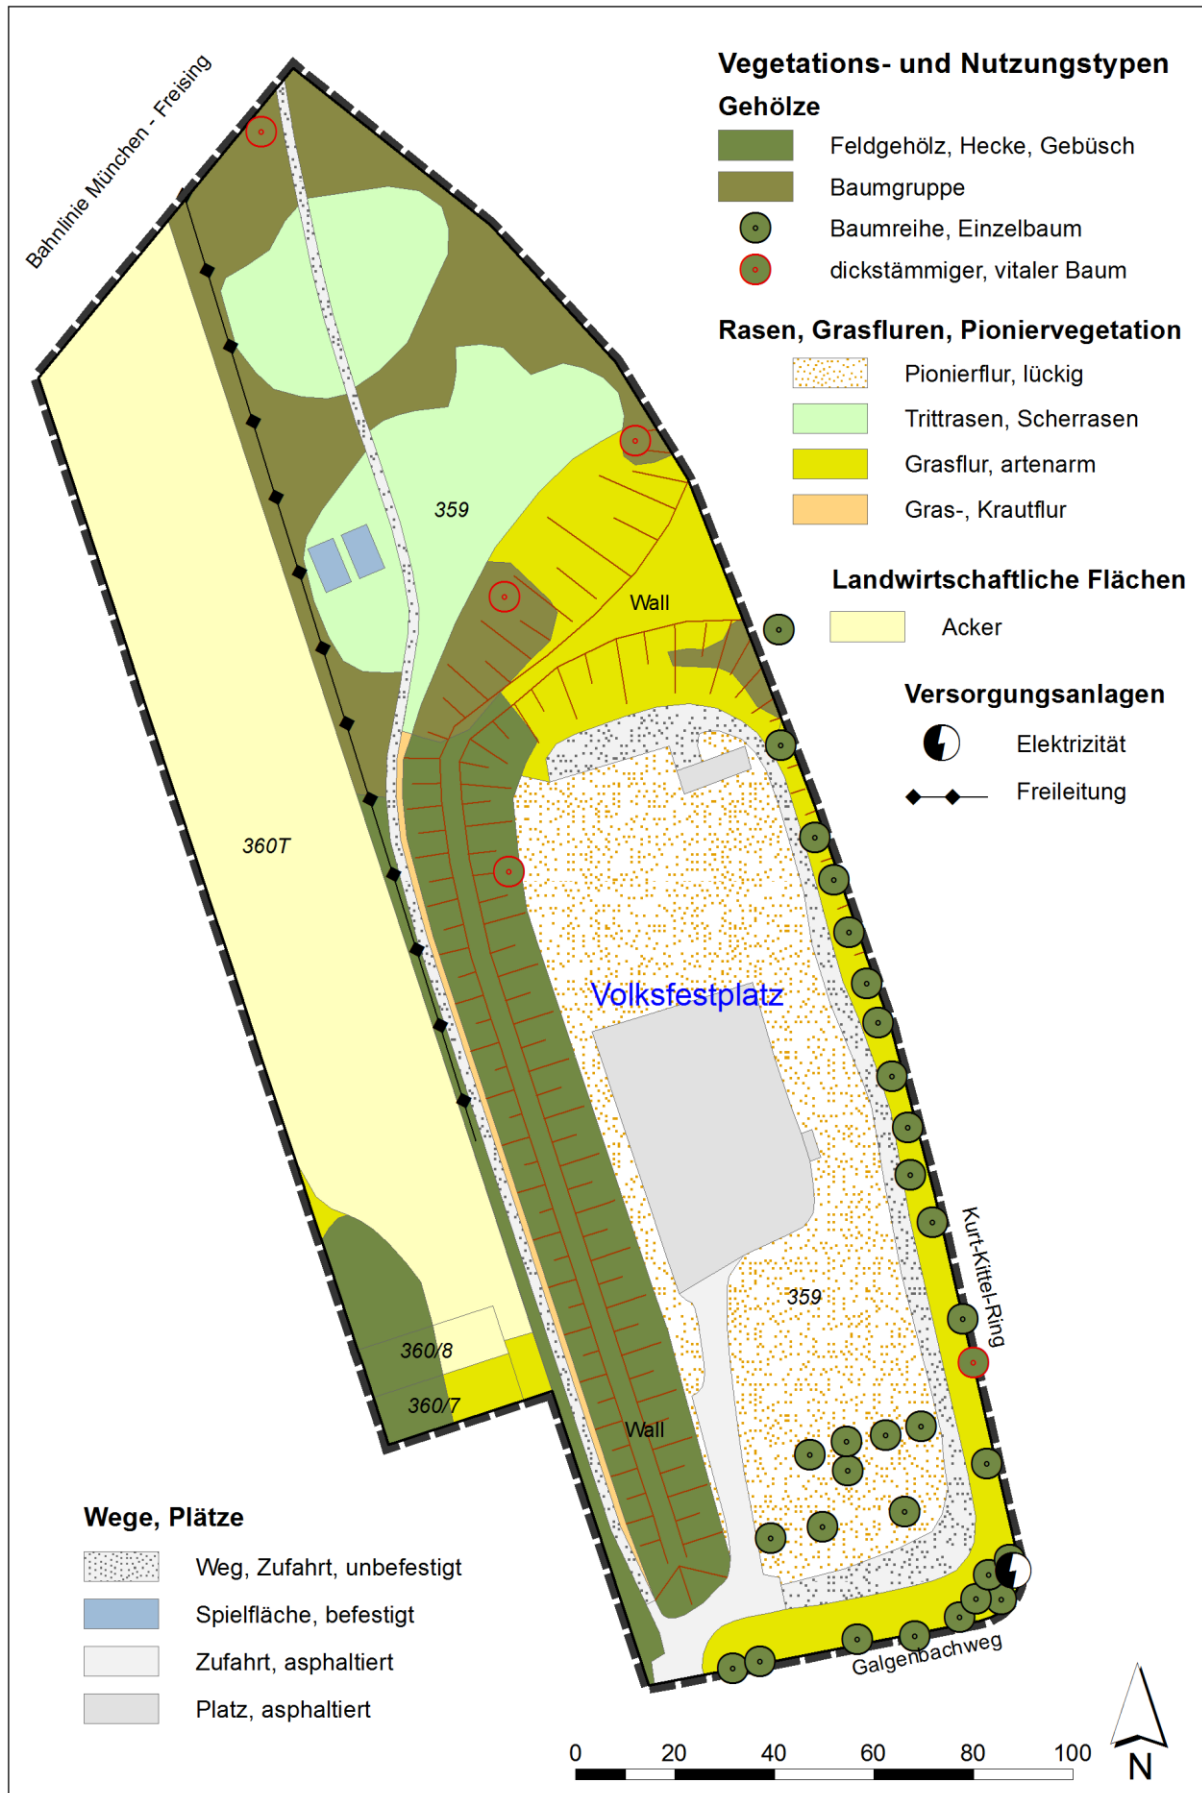 Vegetations- und Nutzungstypen
Gehölze
Feldgehölz, Hecke, Gebüsch
Baumgruppe
Baumreihe, Einzelbaum
dickstämmiger, vitaler Baum
Rasen, Grasfluren, Pioniervegetation
Pionierflur, lückig
Trittrasen, Scherrasen
Grasflur, artenarm
Gras-, Krautflur
Landwirtschaftliche Flächen
Acker
Versorgungsanlagen
Elektrizität
Freileitung
Bahnlinie München - Freising
359
Wall
360T
Volksfestplatz
Kurt-Kittel-Ring
359
360/8
360/7
Wall
Galgenbachweg
Wege, Plätze
Weg, Zufahrt, unbefestigt
Spielfläche, befestigt
Zufahrt, asphaltiert
Platz, asphaltiert
0 20 40 60 80 100
N